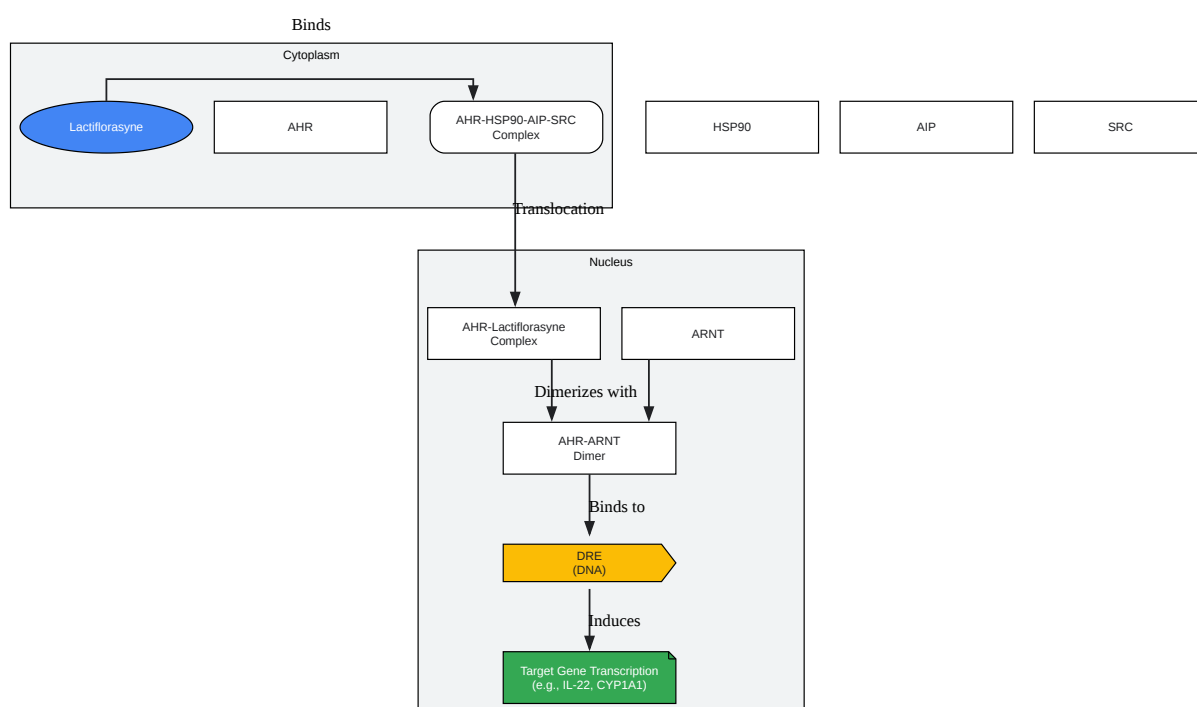 Binds
Cytoplasm
Lactiflorasyne
AHR
AHR-HSP90-AIP-SRC
Complex
HSP90
AIP
SRC
Translocation
Nucleus
AHR-Lactiflorasyne
Complex
ARNT
Dimerizes with
AHR-ARNT
Dimer
Binds to
DRE
(DNA)
Induces
Target Gene Transcription
(e.g., IL-22, CYP1A1)